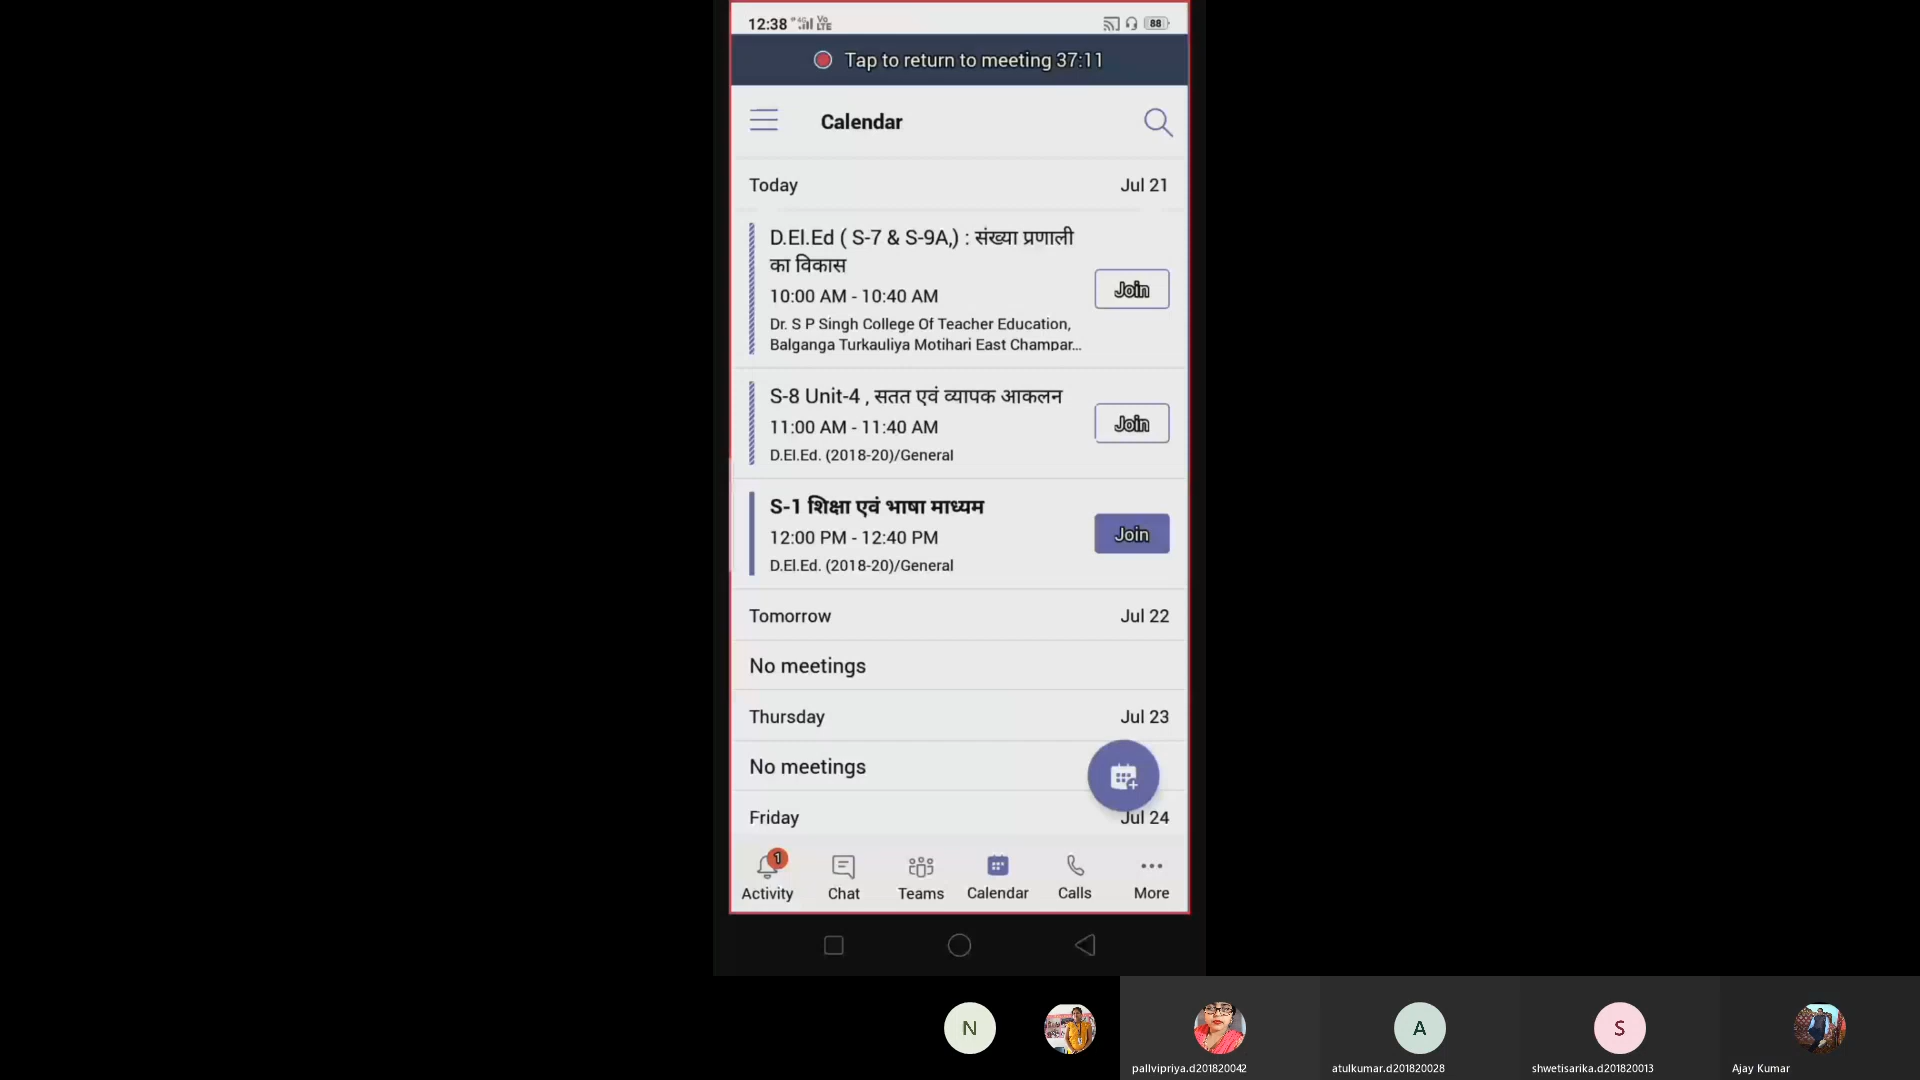 12:38 4G Vo LTE 88
Tap to return to meeting 37:11
Calendar
Today Jul 21
D.El.Ed ( S-7 & S-9A,) : संख्या प्रणाली
का विकास
10:00 AM - 10:40 AM
Join
Dr. S P Singh College Of Teacher Education,
Balganga Turkauliya Motihari East Champar...
S-8 Unit-4 , सतत एवं व्यापक आकलन
11:00 AM - 11:40 AM
Join
D.El.Ed. (2018-20)/General
S-1 शिक्षा एवं भाषा माध्यम
12:00 PM - 12:40 PM
Join
D.El.Ed. (2018-20)/General
Tomorrow Jul 22
No meetings
Thursday Jul 23
No meetings
Friday Jul 24
1
Activity Chat Teams Calendar Calls More
N A S
pallvipriya.d201820042 atulkumar.d201820028 shwetisarika.d201820013 Ajay Kumar